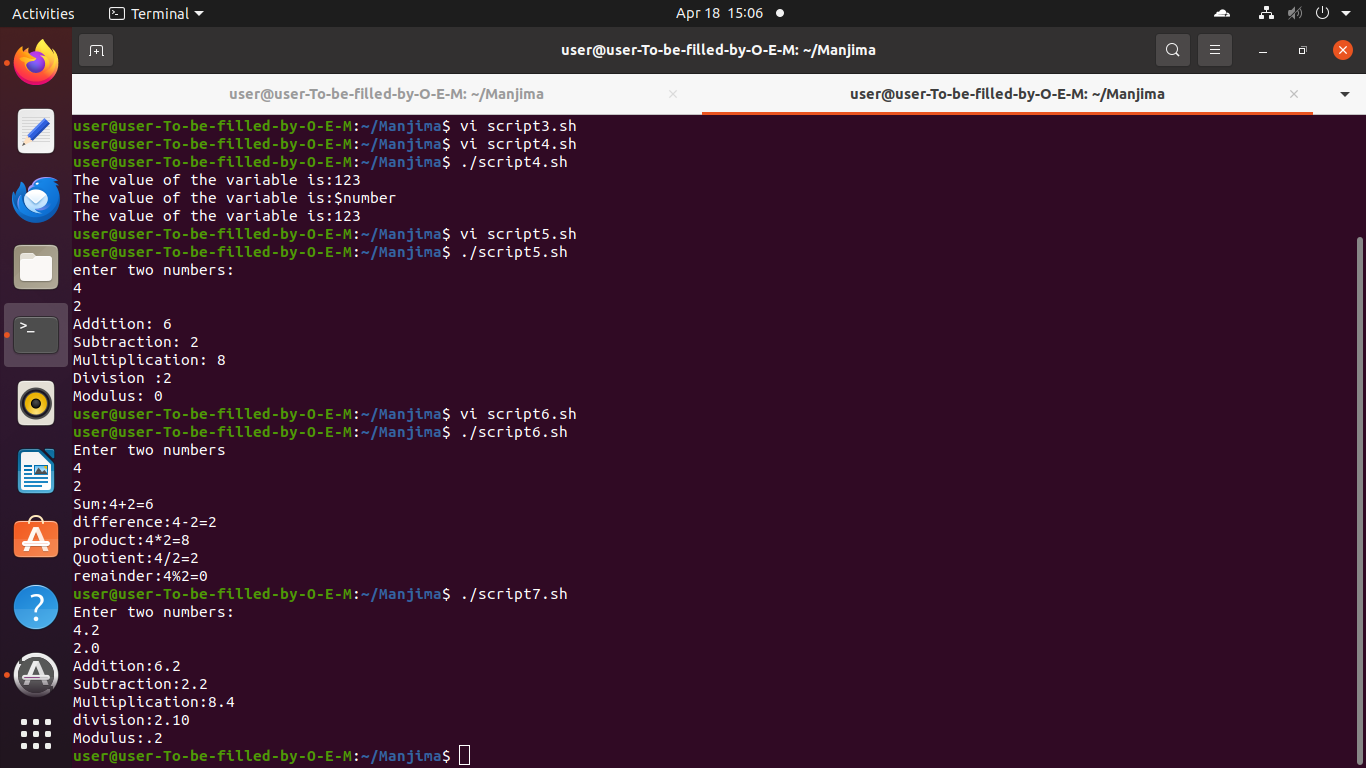 Activities
Terminal
Apr 18 15:06
user@user-To-be-filled-by-O-E-M: ~/Manjima
user@user-To-be-filled-by-O-E-M: ~/Manjima
user@user-To-be-filled-by-O-E-M: ~/Manjima
user@user-To-be-filled-by-O-E-M:~/Manjima$ vi script3.sh
user@user-To-be-filled-by-O-E-M:~/Manjima$ vi script4.sh
user@user-To-be-filled-by-O-E-M:~/Manjima$ ./script4.sh
The value of the variable is:123
The value of the variable is:$number
The value of the variable is:123
user@user-To-be-filled-by-O-E-M:~/Manjima$ vi script5.sh
user@user-To-be-filled-by-O-E-M:~/Manjima$ ./script5.sh
enter two numbers:
4
2
Addition: 6
Subtraction: 2
Multiplication: 8
Division :2
Modulus: 0
user@user-To-be-filled-by-O-E-M:~/Manjima$ vi script6.sh
user@user-To-be-filled-by-O-E-M:~/Manjima$ ./script6.sh
Enter two numbers
4
2
Sum:4+2=6
difference:4-2=2
product:4*2=8
Quotient:4/2=2
remainder:4%2=0
user@user-To-be-filled-by-O-E-M:~/Manjima$ ./script7.sh
Enter two numbers:
4.2
2.0
Addition:6.2
Subtraction:2.2
Multiplication:8.4
division:2.10
Modulus:.2
user@user-To-be-filled-by-O-E-M:~/Manjima$